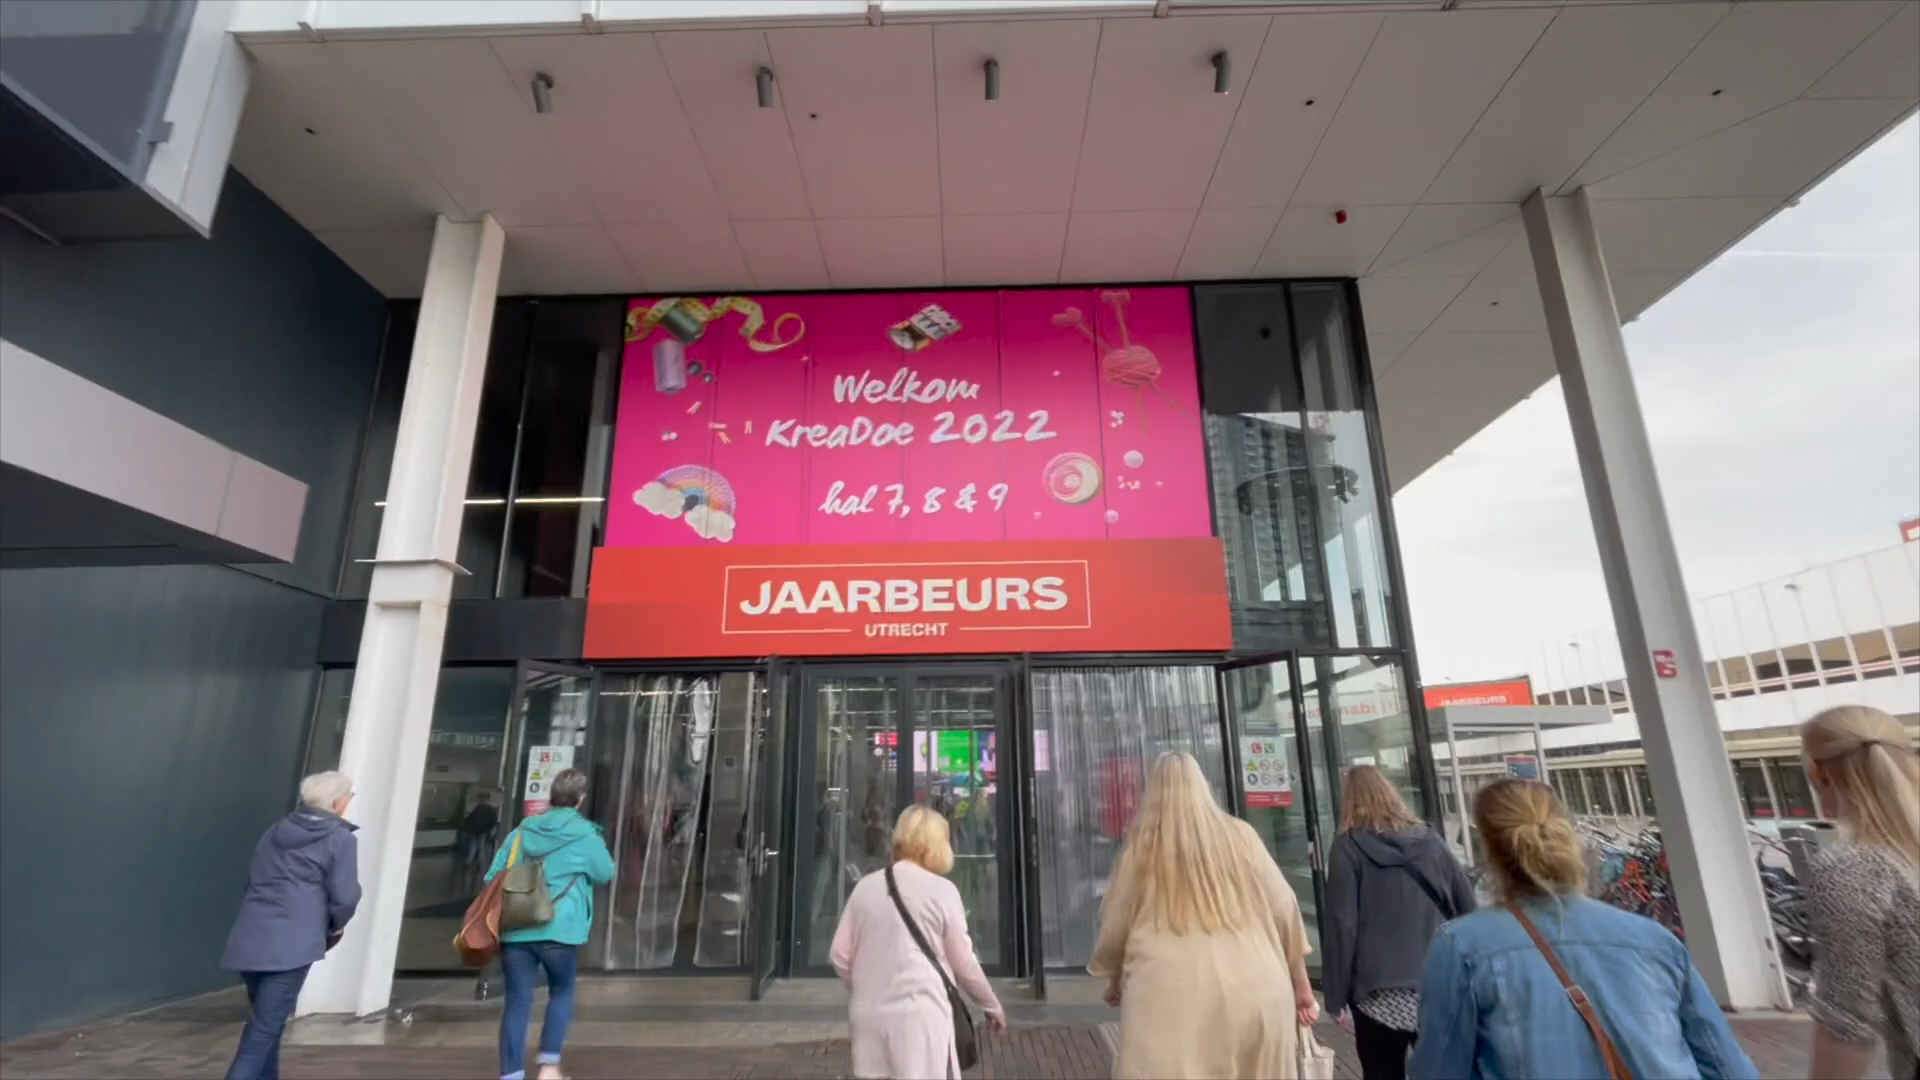 Welkom
KreaDoe 2022
hal 7, 8 & 9
JAARBEURS
UTRECHT
JAARBEURS